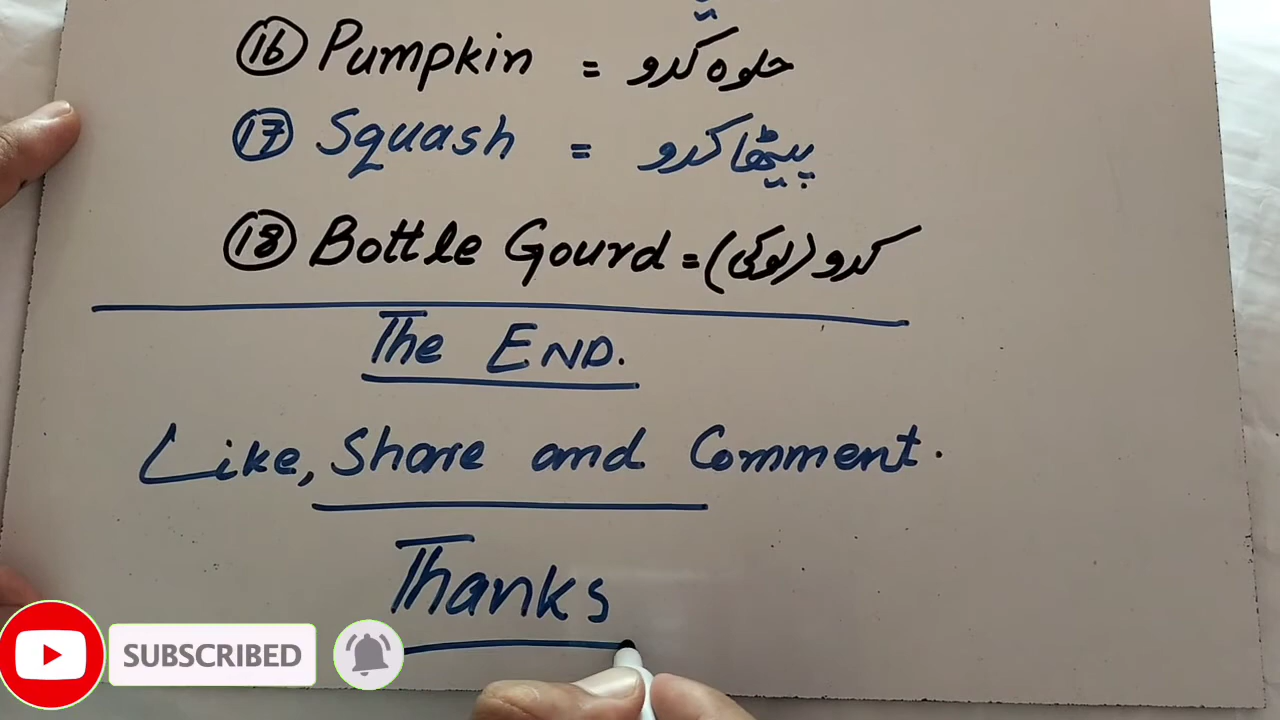 ⑯ Pumpkin = حلوہ کدو
⑰ Squash = پیٹھا کدو
⑱ Bottle Gourd = کدو (لوکی)
The END.
Like, Share and Comment.
Thanks
SUBSCRIBED